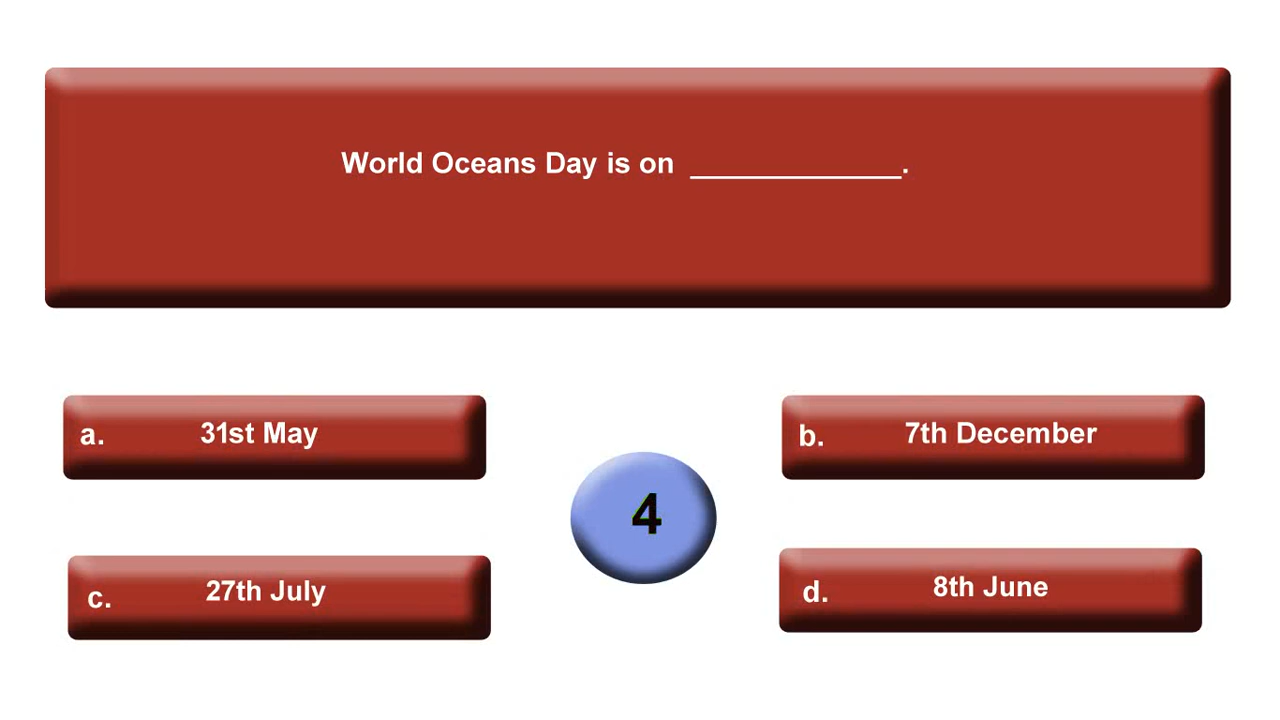 World Oceans Day is on _____________.
a. 31st May
b. 7th December
4
c. 27th July
d. 8th June